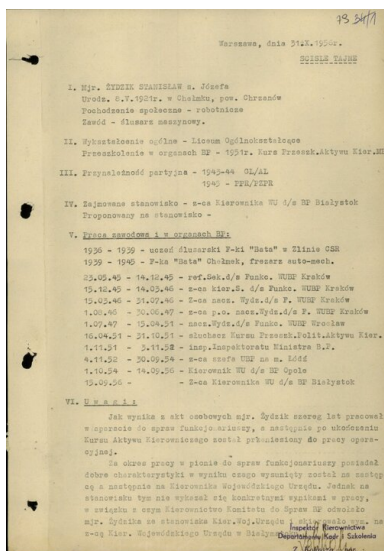 Warszawa, dnia 31.X.1956r.
ŚCIŚLE TAJNE
I. Mjr. ŻYDZIK STANISŁAW s. Józefa
Urodz. 8.V.1921r. w Chełmku, pow. Chrzanów
Pochodzenie społeczne - robotnicze
Zawód - ślusarz maszynowy.
II. Wykształcenie ogólne - Liceum Ogólnokształcące
Przeszkolenie w organach BP - 1951r. Kurs Przeszk.Aktywu Kier.
III. Przynależność partyjna - 1943-44 GL/AL
1945 - PPR/PZPR
IV. Zajmowane stanowisko - z-ca Kierownika WU d/s BP Białystok
Proponowany na stanowisko -
V. Praca zawodowa i w organach BP:
1936 - 1939 - uczeń ślusarski F-ki "Bata" w Zlinie CSR
1939 - 1945 - F-ka "Bata" Chełmek, frezarz auto-mech.
23.05.45 - 14.12.45 - ref.Sek.d/s Funkc. WUBP Kraków
15.12.45 - 14.03.46 - z-ca kier.S. d/s Funkc. WUBP Kraków
15.03.46 - 31.07.46 - z-ca nacz. Wydz.d/s F. WUBP Kraków
1.08.46 - 30.06.47 - z-ca p.o. nacz.Wydz.d/s F WUBP Kraków
1.07.47 - 15.04.51 - nacz.Wydz.d/s Funkc. WUBP Wrocław
16.04.51 - 31.10.51 - słuchacz Kursu Przeszk.Polit.Aktywu Kier.
1.11.51 - 3.11.52 - insp.Inspektoratu Ministra B.P.
4.11.52 - 30.09.54 - z-ca szefa UBP na m. Łódź
1.10.54 - 14.09.56 - Kierownik WU d/s BP Opole
15.09.56 - - Z-ca Kierownika WU d/s BP Białystok
VI. U w a g i :
Jak wynika z akt osobowych mjr. Żydzik szereg lat pracował
w aparacie do spraw funkcjonariuszy, a następnie po ukończeniu
Kursu Aktywu Kierowniczego został przeniesiony do pracy opera-
cyjnej.
Za okres pracy w pionie do spraw funkcjonariuszy posiadał
dobre charakterystyki w wyniku czego wysunięty został na zastęp
cę a następnie na Kierownika Wojewódzkiego Urzędu. Jednak na
stanowisku tym nie wykazał się konkretnymi wynikami w pracy,
w związku z czym Kierownictwo Komitetu do Spraw BP odwołało
mjr. Żydzika ze stanowiska Kier.Woj.Urzędu i na
z-cę Kier. Wojewódzkiego Urzędu w Białymstoku
Inspektor Kierownictwa
Departamentu Kadr i Szkolenia